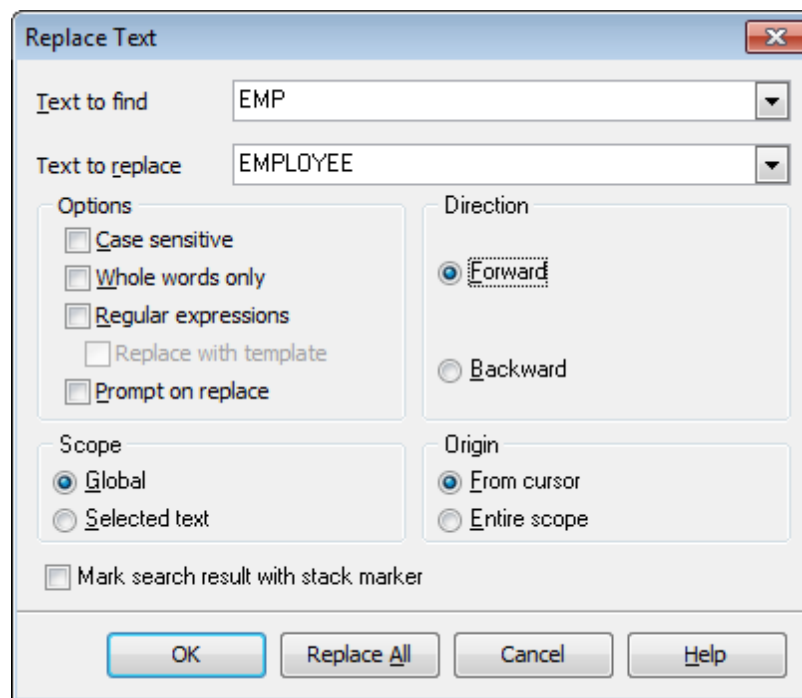 Replace Text
Text to find EMP
Text to replace EMPLOYEE
Options
Case sensitive
Whole words only
Regular expressions
Replace with template
Prompt on replace
Direction
Forward
Backward
Scope
Global
Selected text
Origin
From cursor
Entire scope
Mark search result with stack marker
OK Replace All Cancel Help